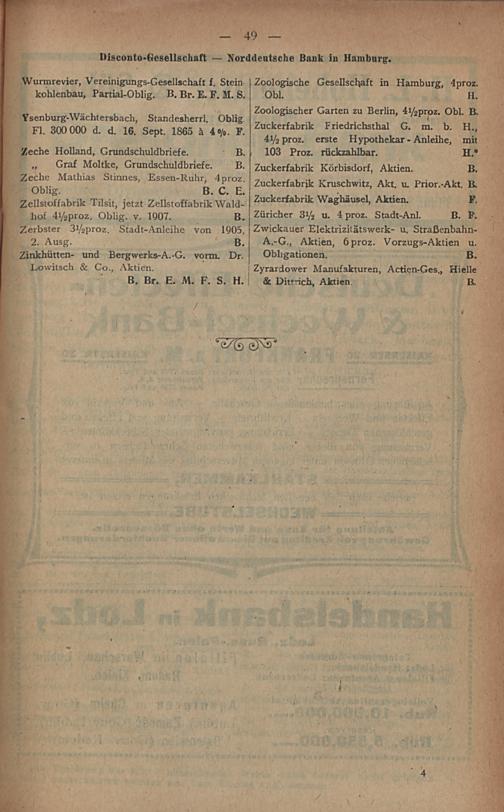 — 49 —
Disconto-Gesellschaft — Norddeutsche Bank in Hamburg.
Wurmrevier, Vereinigungs-Gesellschaft f. Stein
kohlenbau, Partial-Oblig. B. Br. E. F. M. S.
Ysenburg-Wächtersbach, Standesherrl. Oblig
Fl. 300 000 d. d. 16. Sept. 1865 à 4%. F.
Zeche Holland, Grundschuldbriefe. B.
„ Graf Moltke, Grundschuldbriefe. B.
Zeche Mathias Stinnes, Essen-Ruhr, 4proz.
Oblig. B. C. E.
Zellstoffabrik Tilsit, jetzt Zellstoffabrik Wald-
hof 4½proz. Oblig. v. 1907. B.
Zerbster 3½proz. Stadt-Anleihe von 1905,
2. Ausg. B.
Zinkhütten- und Bergwerks-A.-G. vorm. Dr.
Lowitsch & Co., Aktien.
B. Br. E. M. F. S. H.
Zoologische Gesellschaft in Hamburg, 4proz.
Obl. H.
Zoologischer Garten zu Berlin, 4½proz. Obl. B.
Zuckerfabrik Friedrichsthal G. m. b. H.,
4½ proz. erste Hypothekar-Anleihe, mit
103 Proz. rückzahlbar. H.*
Zuckerfabrik Körbisdorf, Aktien. B.
Zuckerfabrik Kruschwitz, Akt. u. Prior.-Akt. B.
Zuckerfabrik Waghäusel, Aktien. F.
Züricher 3½ u. 4 proz. Stadt-Anl. B. F.
Zwickauer Elektrizitätswerk- u. Straßenbahn-
A.-G., Aktien, 6proz. Vorzugs-Aktien u.
Obligationen. B.
Zyrardower Manufakturen, Actien-Ges., Hielle
& Dittrich, Aktien. B.
4